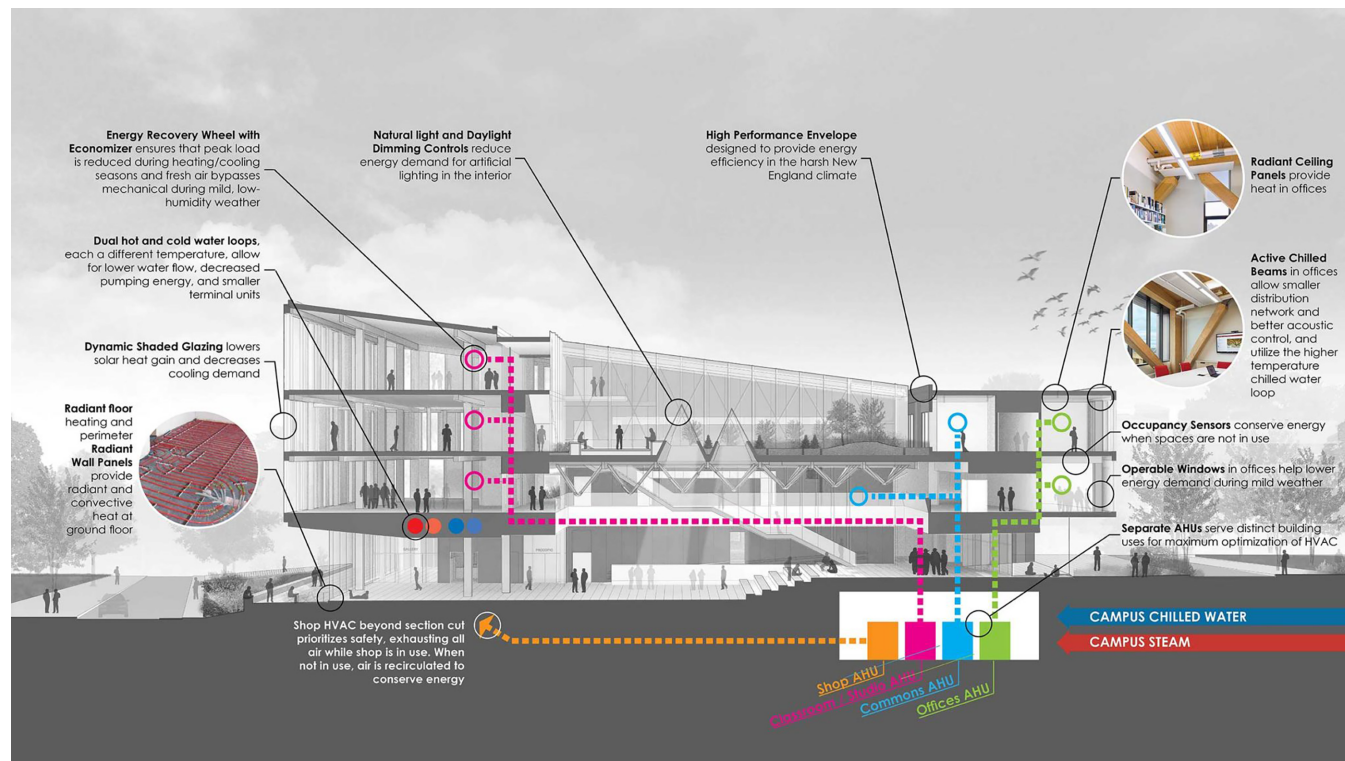 Energy Recovery Wheel with
Economizer ensures that peak load
is reduced during heating/cooling
seasons and fresh air bypasses
mechanical during mild, low-
humidity weather
Natural light and Daylight
Dimming Controls reduce
energy demand for artificial
lighting in the interior
High Performance Envelope
designed to provide energy
efficiency in the harsh New
England climate
Radiant Ceiling
Panels provide
heat in offices
Dual hot and cold water loops,
each a different temperature, allow
for lower water flow, decreased
pumping energy, and smaller
terminal units
Active Chilled
Beams in offices
allow smaller
distribution
network and
better acoustic
control, and
utilize the higher
temperature
chilled water
loop
Dynamic Shaded Glazing lowers
solar heat gain and decreases
cooling demand
Radiant floor
heating and
perimeter
Radiant
Wall Panels
provide
radiant and
convective
heat at
ground floor
Occupancy Sensors conserve energy
when spaces are not in use
Operable Windows in offices help lower
energy demand during mild weather
Separate AHUs serve distinct building
uses for maximum optimization of HVAC
Shop HVAC beyond section cut
prioritizes safety, exhausting all
air while shop is in use. When
not in use, air is recirculated to
conserve energy
CAMPUS CHILLED WATER
CAMPUS STEAM
Shop AHU
Classroom / Studio AHU
Commons AHU
Offices AHU